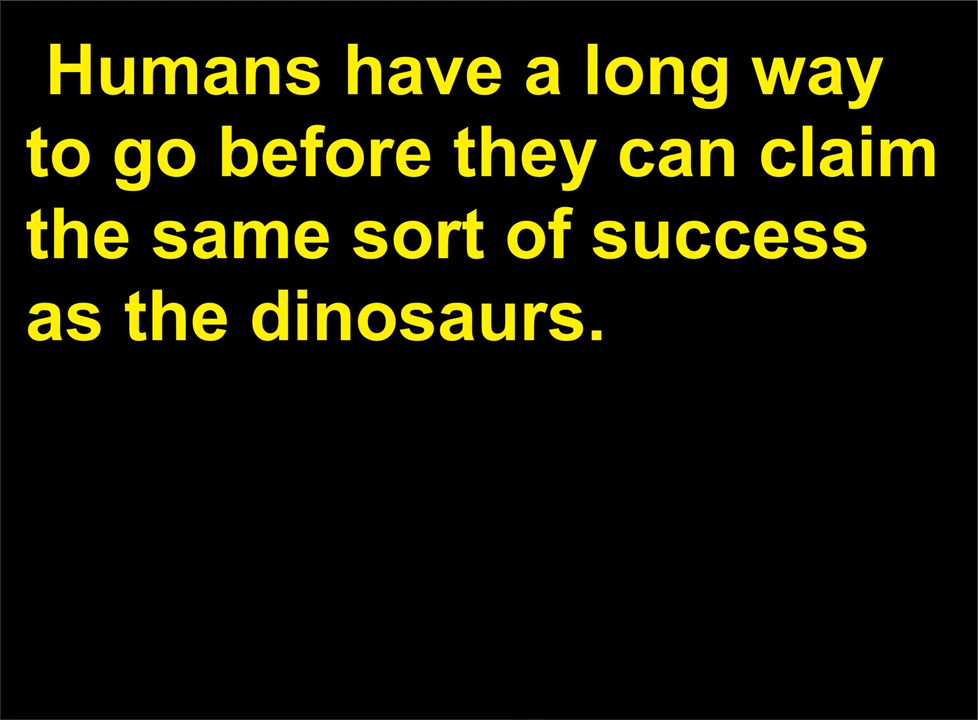 Humans have a long way
to go before they can claim
the same sort of success
as the dinosaurs.